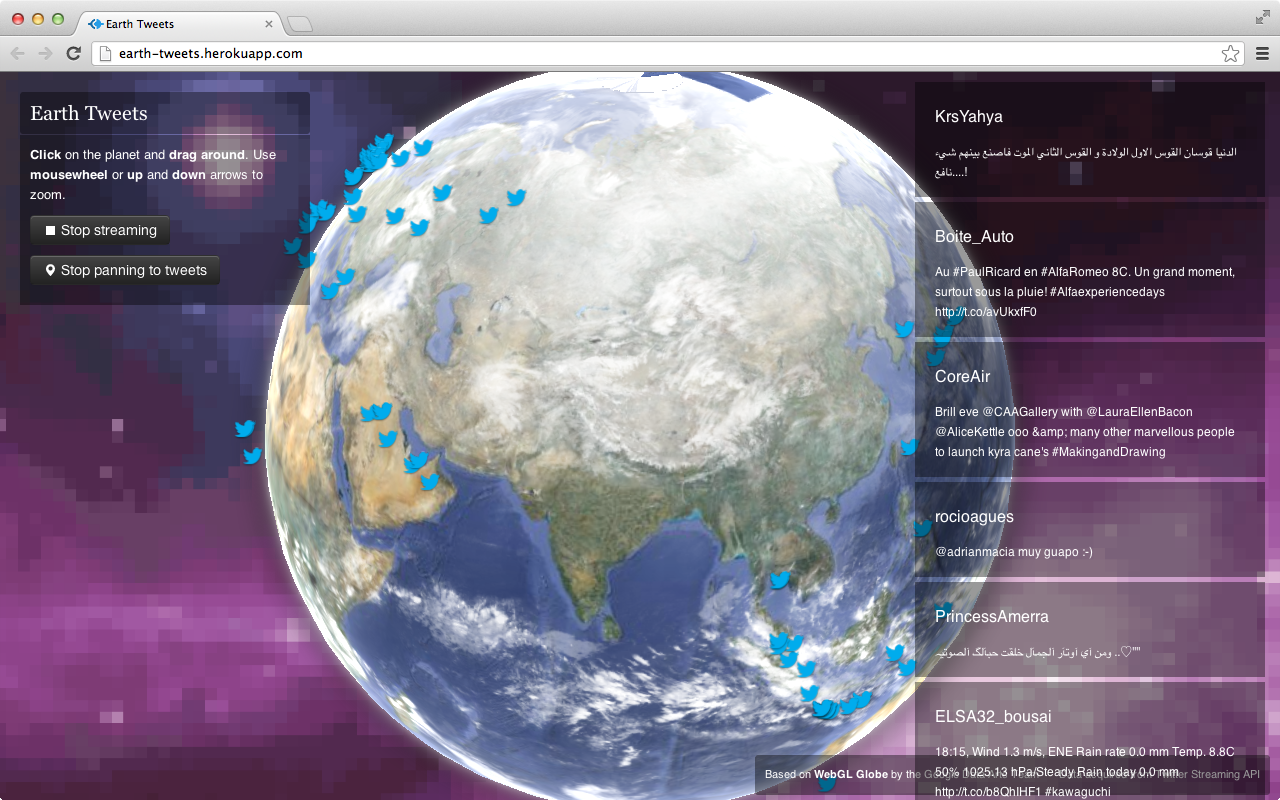 Earth Tweets
earth-tweets.herokuapp.com
Earth Tweets
Click on the planet and drag around. Use
mousewheel or up and down arrows to
zoom.
Stop streaming
Stop panning to tweets
KrsYahya
الدنيا قوسان القوس الاول الولادة و القوس الثاني الموت فاصنع بينهم شيء
نافع....!
Boite_Auto
Au #PaulRicard en #AlfaRomeo 8C. Un grand moment,
surtout sous la pluie! #Alfaexperiencedays
http://t.co/avUkxfF0
CoreAir
Brill eve @CAAGallery with @LauraEllenBacon
@AliceKettle ooo &amp; many other marvellous people
to launch kyra cane's #MakingandDrawing
rocioagues
@adrianmacia muy guapo :-)
PrincessAmerra
ومن اي اوتار الجمال خلقت حبالگ الصوتيه ..♡""
ELSA32_bousai
18:15, Wind 1.3 m/s, ENE Rain rate 0.0 mm Temp. 8.8C
50% 1025.13 hPa/Steady Rain today 0.0 mm
http://t.co/b8QhIHF1 #kawaguchi
Based on WebGL Globe by the Google Twitter Streaming API